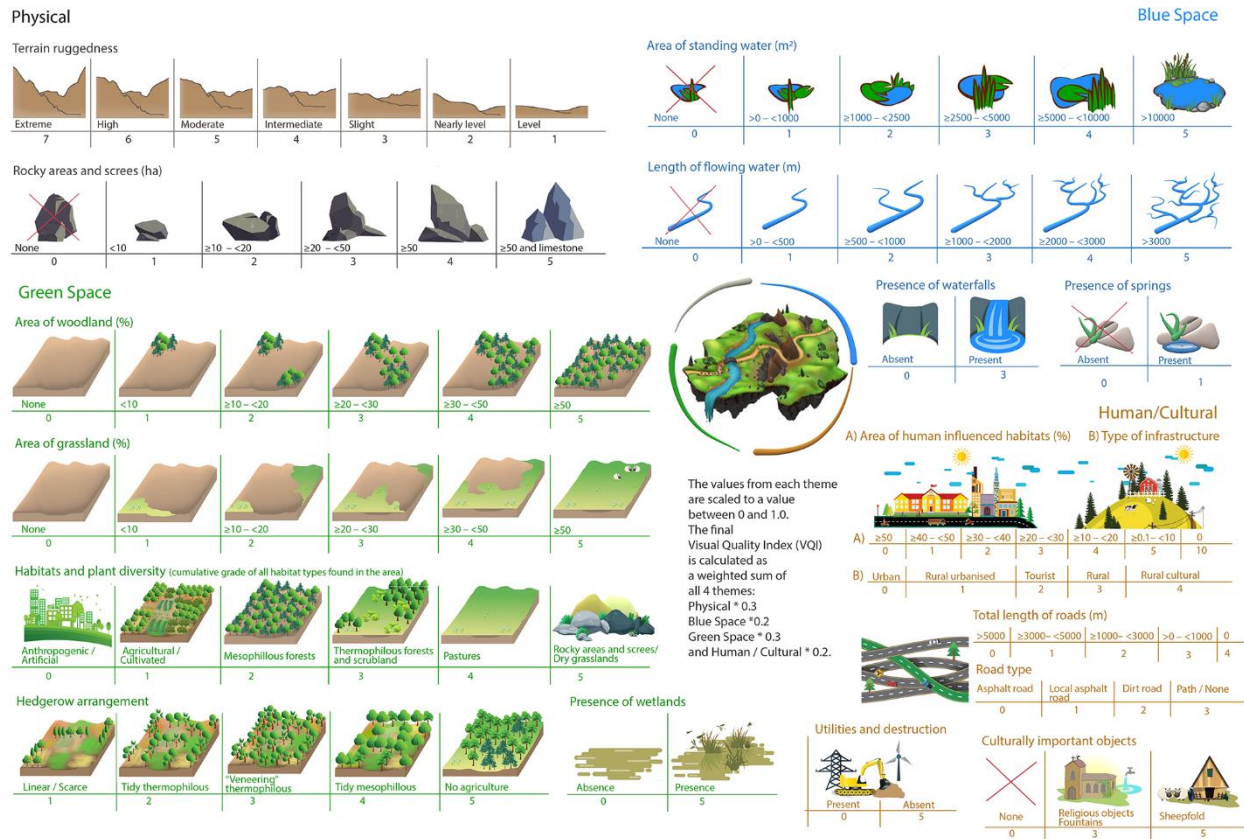 Physical
Terrain ruggedness
Extreme High Moderate Intermediate Slight Nearly level Level
7 6 5 4 3 2 1
Rocky areas and screes (ha)
None <10 ≥10 – <20 ≥20 – <50 ≥50 ≥50 and limestone
0 1 2 3 4 5
Green Space
Area of woodland (%)
None <10 ≥10 – <20 ≥20 – <30 ≥30 – <50 ≥50
0 1 2 3 4 5
Area of grassland (%)
None <10 ≥10 – <20 ≥20 – <30 ≥30 – <50 ≥50
0 1 2 3 4 5
Habitats and plant diversity (cumulative grade of all habitat types found in the area)
Anthropogenic / Artificial
Agricultural / Cultivated
Mesophillous forests
Thermophillous forests and scrubland
Pastures
Rocky areas and screes/ Dry grasslands
0 1 2 3 4 5
Hedgerow arrangement
Linear / Scarce
Tidy thermophilous
"Veneering" thermophilous
Tidy mesophillous
No agriculture
1 2 3 4 5
Presence of wetlands
Absence Presence
0 5
Blue Space
Area of standing water (m²)
None >0 – <1000 ≥1000 – <2500 ≥2500 – <5000 ≥5000 – <10000 >10000
0 1 2 3 4 5
Length of flowing water (m)
None >0 – <500 ≥500 – <1000 ≥1000 – <2000 ≥2000 – <3000 >3000
0 1 2 3 4 5
Presence of waterfalls
Absent Present
0 3
Presence of springs
Absent Present
0 1
The values from each theme
are scaled to a value
between 0 and 1.0.
The final
Visual Quality Index (VQI)
is calculated as
a weighted sum of
all 4 themes:
Physical * 0.3
Blue Space *0.2
Green Space * 0.3
and Human / Cultural * 0.2.
Human/Cultural
A) Area of human influenced habitats (%) B) Type of infrastructure
A) ≥50 ≥40 – <50 ≥30 – <40 ≥20 – <30 ≥10 – <20 ≥0.1– <10 0
0 1 2 3 4 5 10
B) Urban Rural urbanised Tourist Rural Rural cultural
0 1 2 3 4
Total length of roads (m)
>5000 ≥3000– <5000 ≥1000– <3000 >0 – <1000 0
0 1 2 3 4
Road type
Asphalt road
Local asphalt road
Dirt road
Path / None
0 1 2 3
Utilities and destruction
Present Absent
0 5
Culturally important objects
None
Religious objects
Fountains
Sheepfold
0 3 5